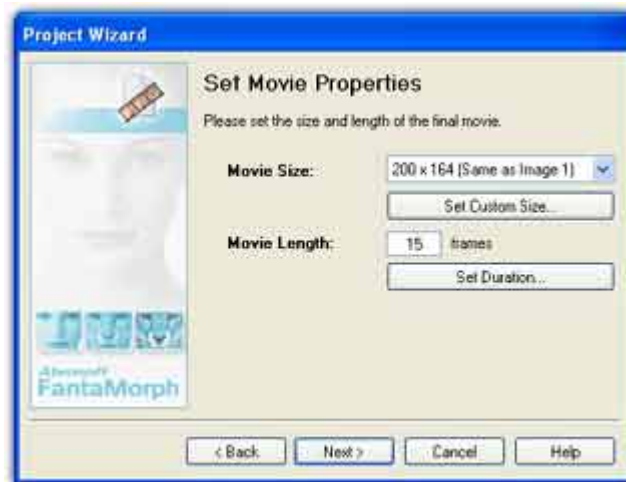 Project Wizard
Set Movie Properties
Please set the size and length of the final movie.
Movie Size:
200 x 164 (Same as Image 1)
Set Custom Size...
Movie Length:
15 frames
Set Duration...
Abrosoft
FantaMorph
< Back
Next >
Cancel
Help